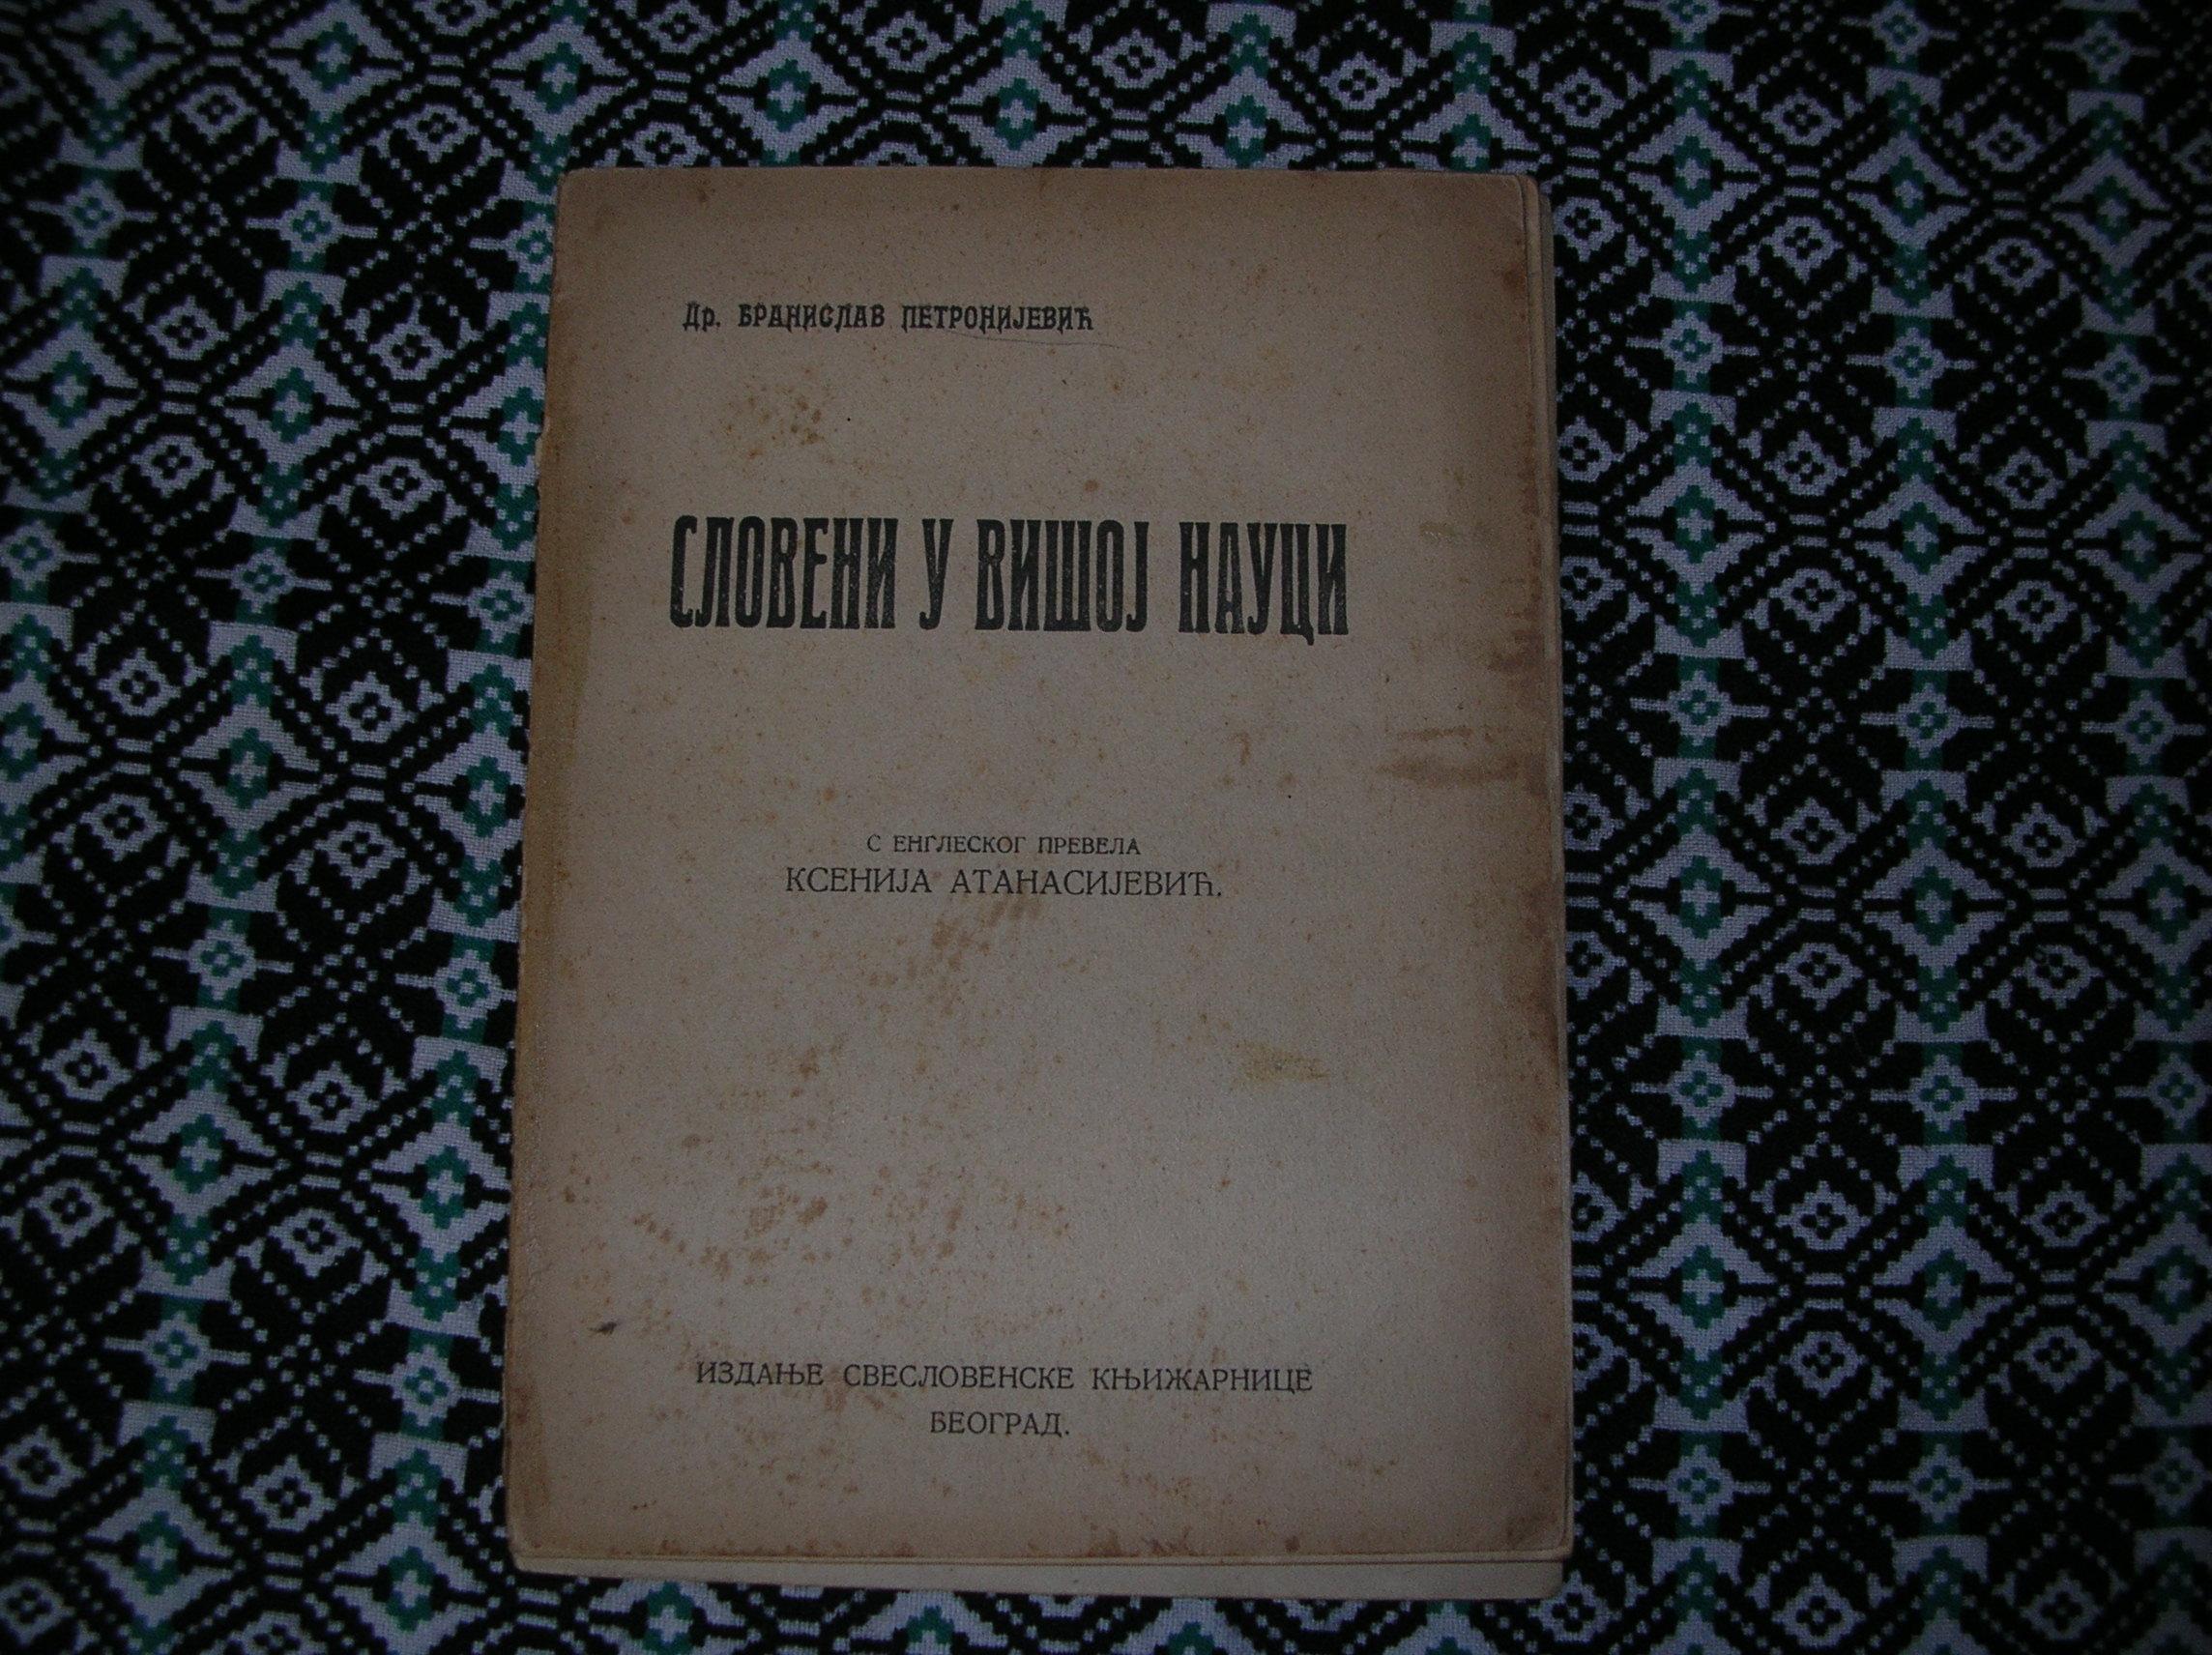 Др. БРАНИСЛАВ ПЕТРОНИЈЕВИЋ
СЛОВЕНИ У ВИШОЈ НАУЦИ
С ЕНГЛЕСКОГ ПРЕВЕЛА
КСЕНИЈА АТАНАСИЈЕВИЋ.
ИЗДАЊЕ СВЕСЛОВЕНСКЕ КЊИЖАРНИЦЕ
БЕОГРАД.